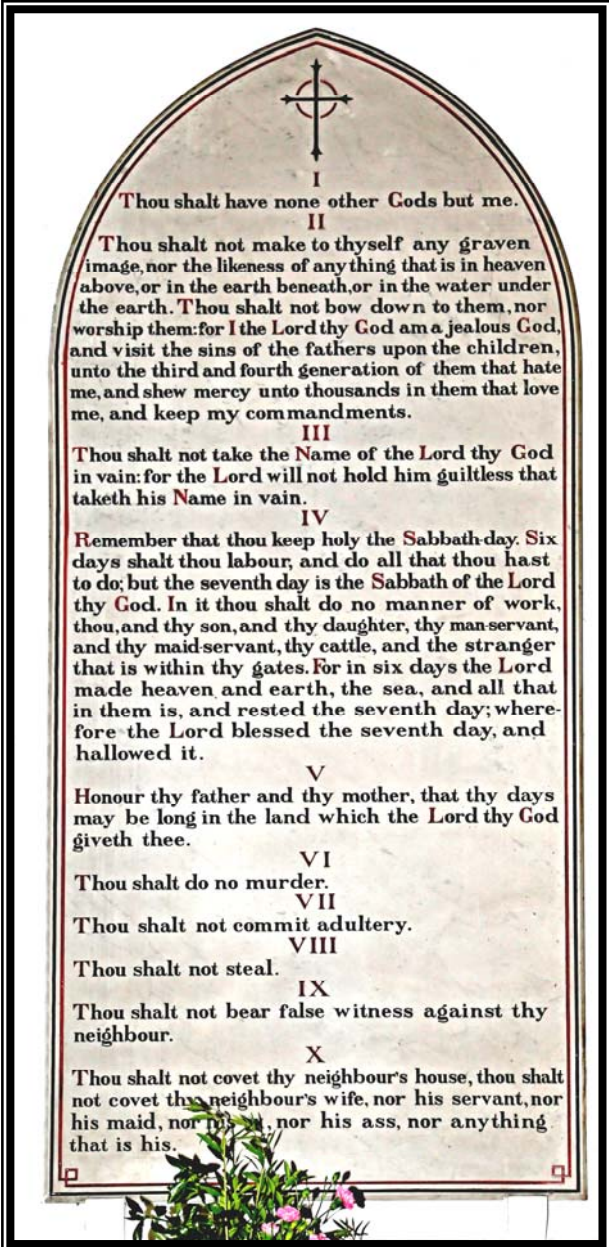 I
Thou shalt have none other Gods but me.
II
Thou shalt not make to thyself any graven
image, nor the likeness of anything that is in heaven
above, or in the earth beneath, or in the water under
the earth. Thou shalt not bow down to them, nor
worship them: for I the Lord thy God am a jealous God,
and visit the sins of the fathers upon the children,
unto the third and fourth generation of them that hate
me, and shew mercy unto thousands in them that love
me, and keep my commandments.
III
Thou shalt not take the Name of the Lord thy God
in vain: for the Lord will not hold him guiltless that
taketh his Name in vain.
IV
Remember that thou keep holy the Sabbath-day. Six
days shalt thou labour, and do all that thou hast
to do; but the seventh day is the Sabbath of the Lord
thy God. In it thou shalt do no manner of work,
thou, and thy son, and thy daughter, thy man-servant,
and thy maid-servant, thy cattle, and the stranger
that is within thy gates. For in six days the Lord
made heaven and earth, the sea, and all that
in them is, and rested the seventh day; where-
fore the Lord blessed the seventh day, and
hallowed it.
V
Honour thy father and thy mother, that thy days
may be long in the land which the Lord thy God
giveth thee.
VI
Thou shalt do no murder.
VII
Thou shalt not commit adultery.
VIII
Thou shalt not steal.
IX
Thou shalt not bear false witness against thy
neighbour.
X
Thou shalt not covet thy neighbour's house, thou shalt
not covet thy neighbour's wife, nor his servant, nor
his maid, nor his , nor his ass, nor anything
that is his.